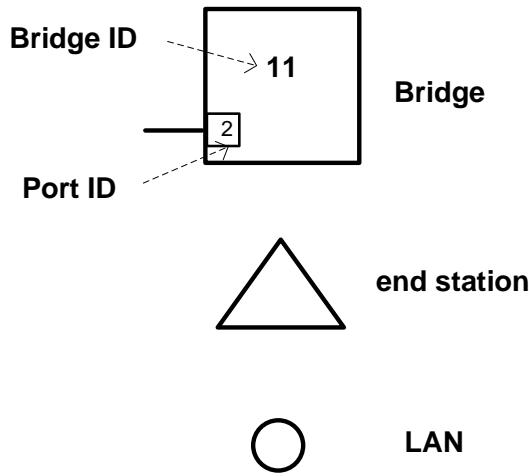 Bridge ID
11
Bridge
2
Port ID
end station
LAN